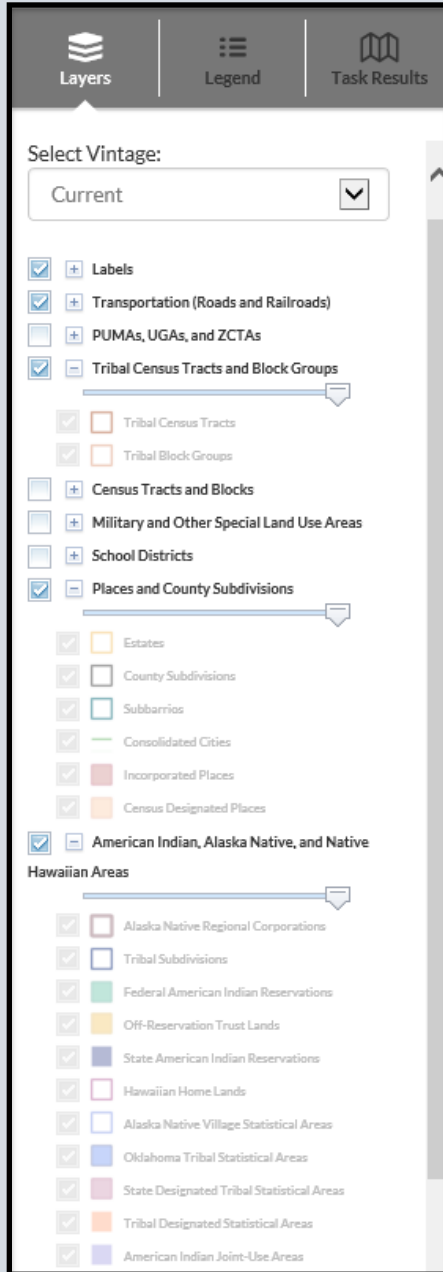 Layers Legend Task Results
Select Vintage:
Current
Labels
Transportation (Roads and Railroads)
PUMAs, UGAs, and ZCTAs
Tribal Census Tracts and Block Groups
Tribal Census Tracts
Tribal Block Groups
Census Tracts and Blocks
Military and Other Special Land Use Areas
School Districts
Places and County Subdivisions
Estates
County Subdivisions
Subbarrios
Consolidated Cities
Incorporated Places
Census Designated Places
American Indian, Alaska Native, and Native
Hawaiian Areas
Alaska Native Regional Corporations
Tribal Subdivisions
Federal American Indian Reservations
Off-Reservation Trust Lands
State American Indian Reservations
Hawaiian Home Lands
Alaska Native Village Statistical Areas
Oklahoma Tribal Statistical Areas
State Designated Tribal Statistical Areas
Tribal Designated Statistical Areas
American Indian Joint-Use Areas